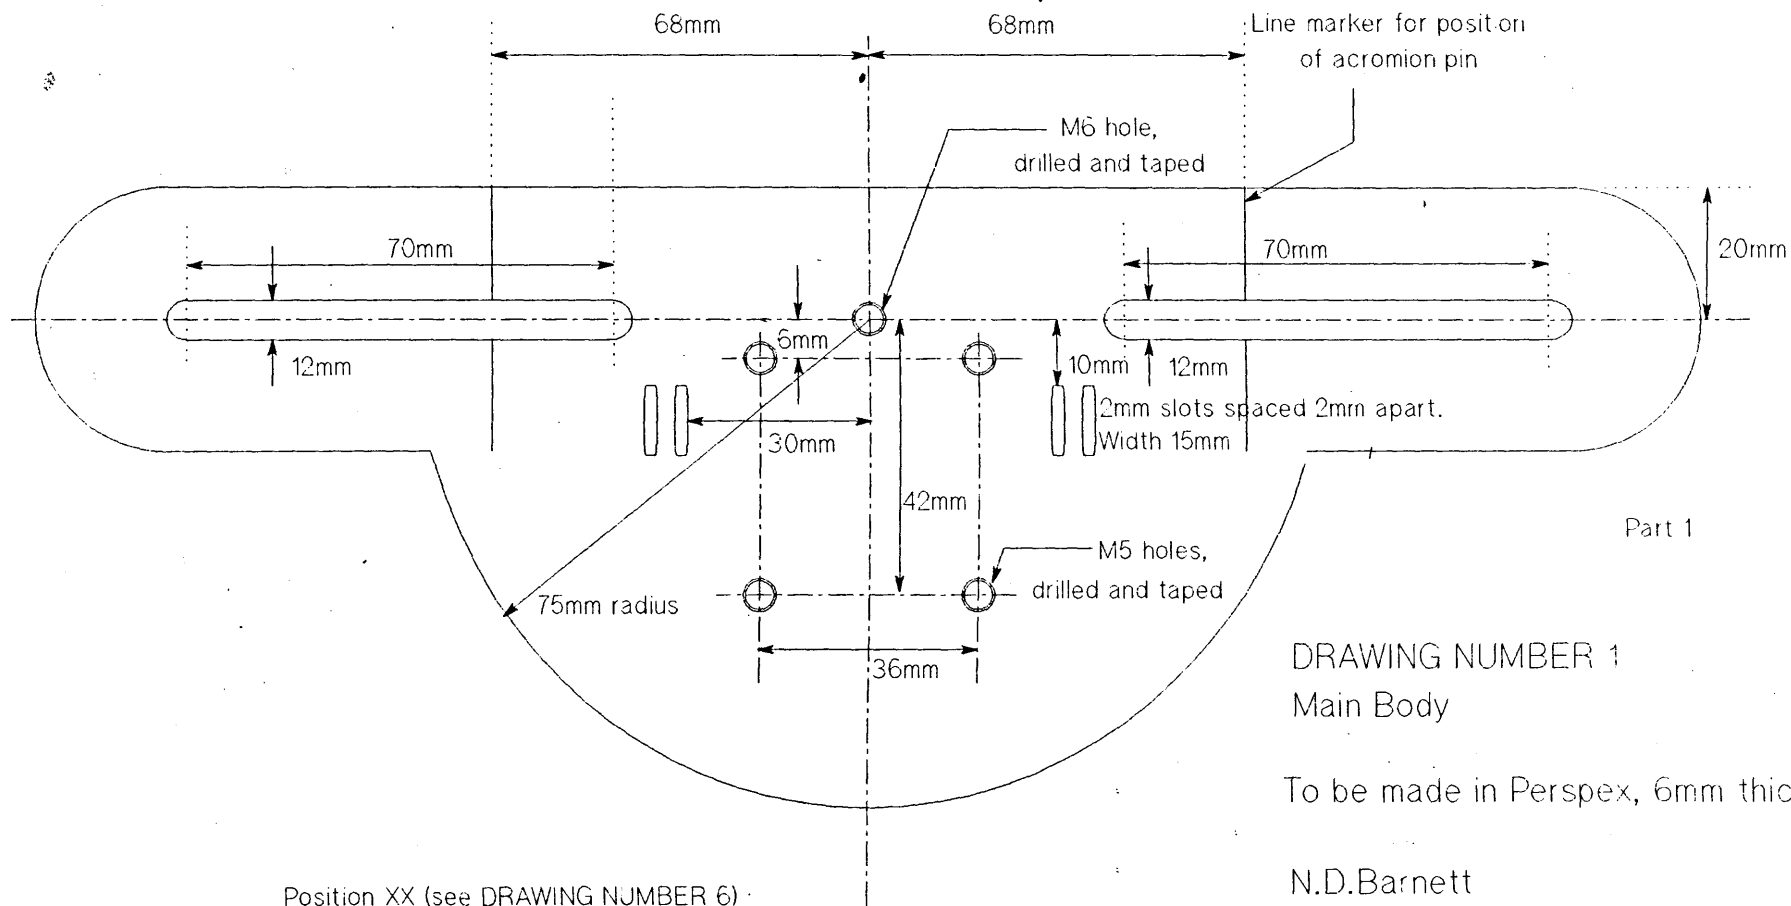 68mm
68mm
Line marker for position
of acromion pin
M6 hole,
drilled and taped
70mm
70mm
20mm
6mm
12mm
10mm
12mm
2mm slots spaced 2mm apart.
Width 15mm
30mm
42mm
Part 1
M5 holes,
drilled and taped
75mm radius
36mm
DRAWING NUMBER 1
Main Body
To be made in Perspex, 6mm thic
N.D.Barnett
Position XX (see DRAWING NUMBER 6)